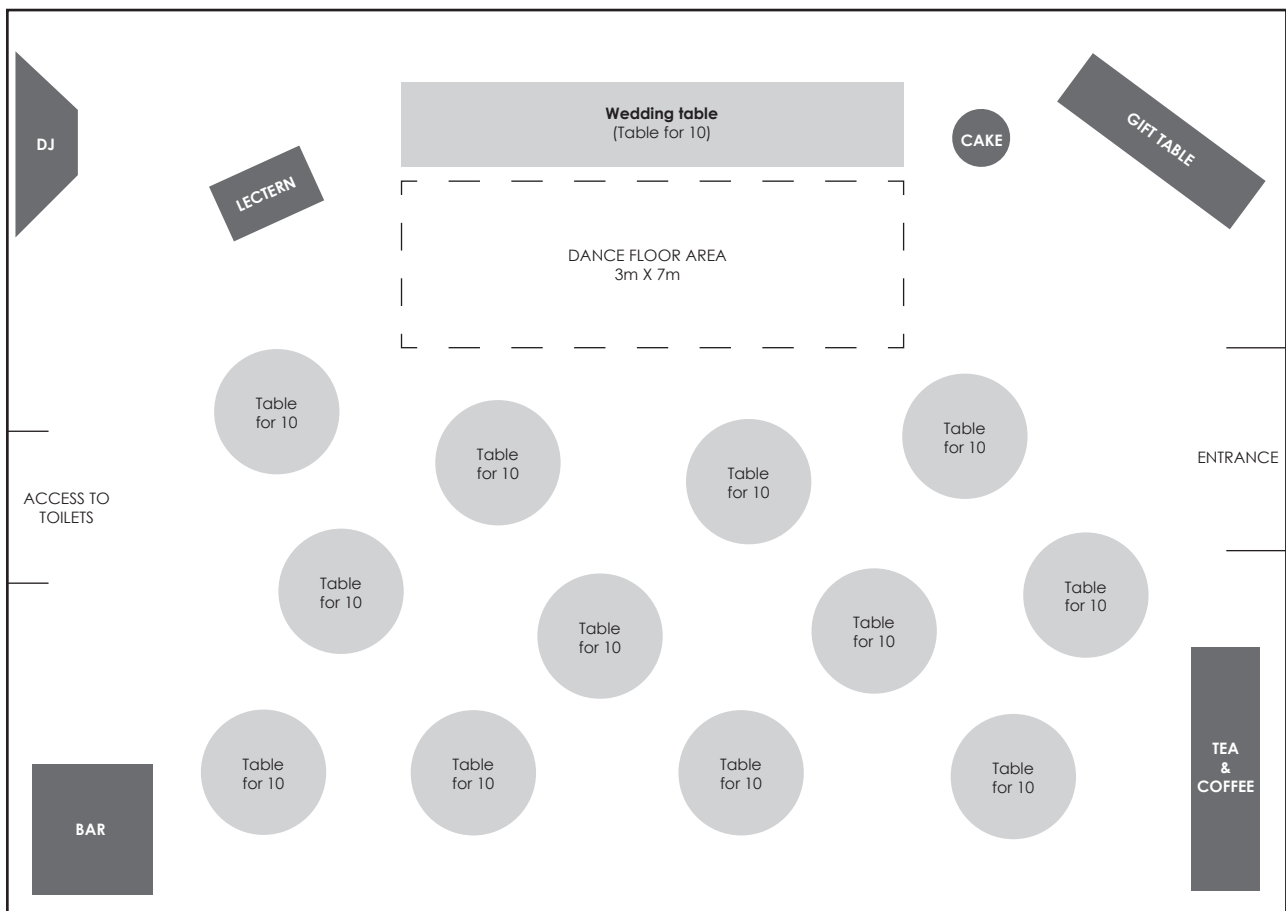 Wedding table
(Table for 10)
DJ
CAKE
GIFT TABLE
LECTERN
DANCE FLOOR AREA
3m X 7m
Table
for 10
Table
for 10
Table
for 10
Table
for 10
ENTRANCE
ACCESS TO
TOILETS
Table
for 10
Table
for 10
Table
for 10
Table
for 10
Table
for 10
Table
for 10
Table
for 10
Table
for 10
TEA
&
COFFEE
BAR